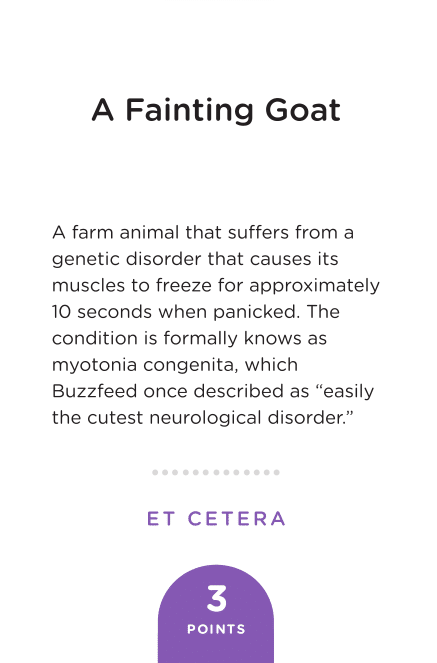 A Fainting Goat
A farm animal that suffers from a
genetic disorder that causes its
muscles to freeze for approximately
10 seconds when panicked. The
condition is formally knows as
myotonia congenita, which
Buzzfeed once described as “easily
the cutest neurological disorder.”
ET CETERA
3
POINTS